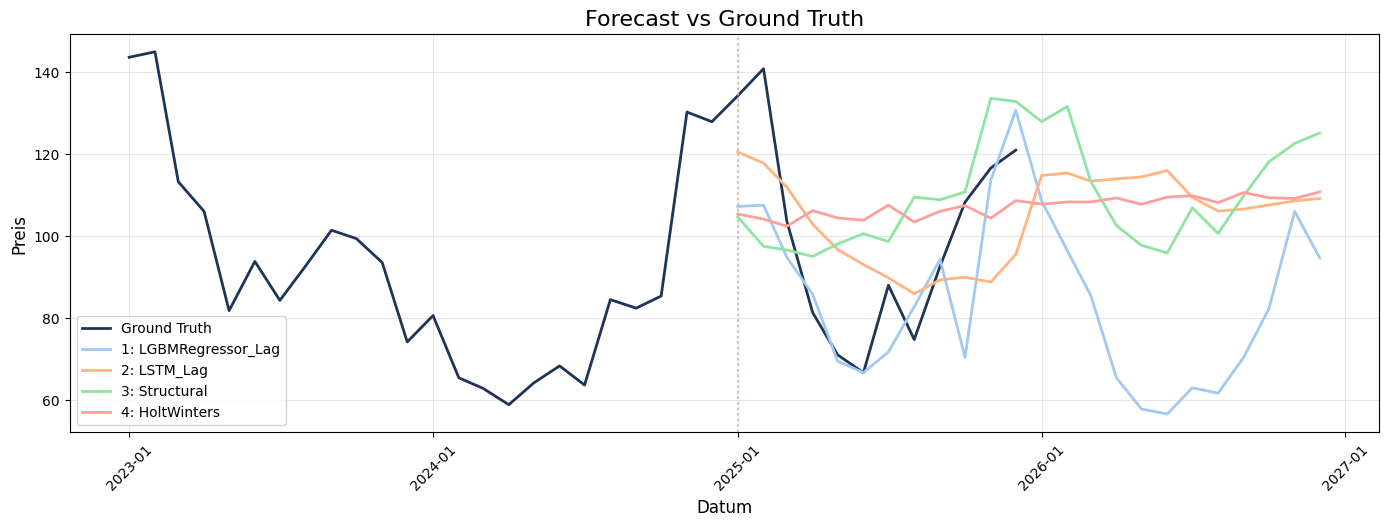 Forecast vs Ground Truth
Preis
140
120
100
80
60
Ground Truth
1: LGBMRegressor_Lag
2: LSTM_Lag
3: Structural
4: HoltWinters
2023-01
2024-01
2025-01
2026-01
2027-01
Datum